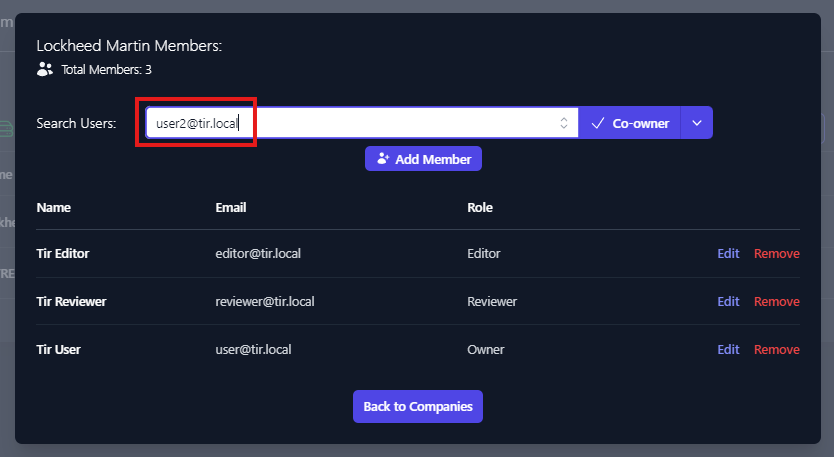 m
Lockheed Martin Members:
Total Members: 3
Search Users: user2@tir.local Co-owner
Add Member
Name Email Role
me
Tir Editor editor@tir.local Editor Edit Remove
khe
Tir Reviewer reviewer@tir.local Reviewer Edit Remove
Tir User user@tir.local Owner Edit Remove
Back to Companies